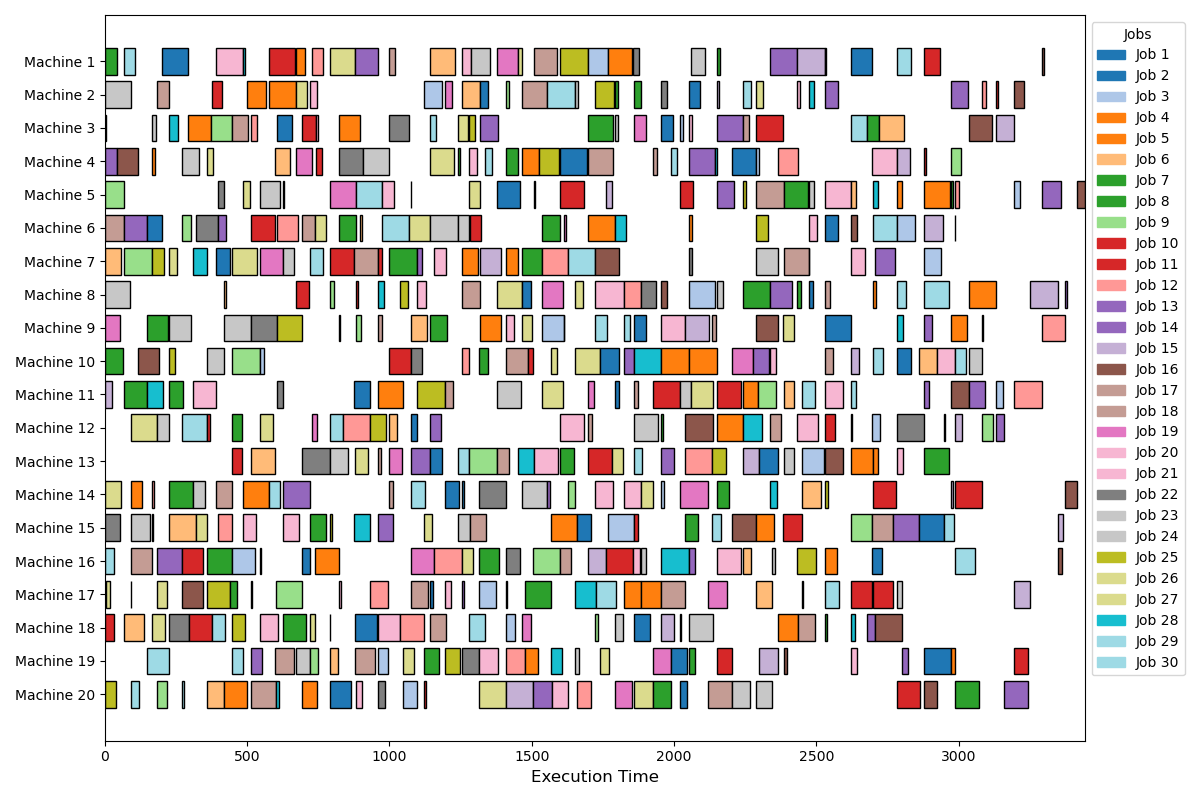 Machine 1
Machine 2
Machine 3
Machine 4
Machine 5
Machine 6
Machine 7
Machine 8
Machine 9
Machine 10
Machine 11
Machine 12
Machine 13
Machine 14
Machine 15
Machine 16
Machine 17
Machine 18
Machine 19
Machine 20
0 500 1000 1500 2000 2500 3000
Execution Time
Jobs
Job 1
Job 2
Job 3
Job 4
Job 5
Job 6
Job 7
Job 8
Job 9
Job 10
Job 11
Job 12
Job 13
Job 14
Job 15
Job 16
Job 17
Job 18
Job 19
Job 20
Job 21
Job 22
Job 23
Job 24
Job 25
Job 26
Job 27
Job 28
Job 29
Job 30